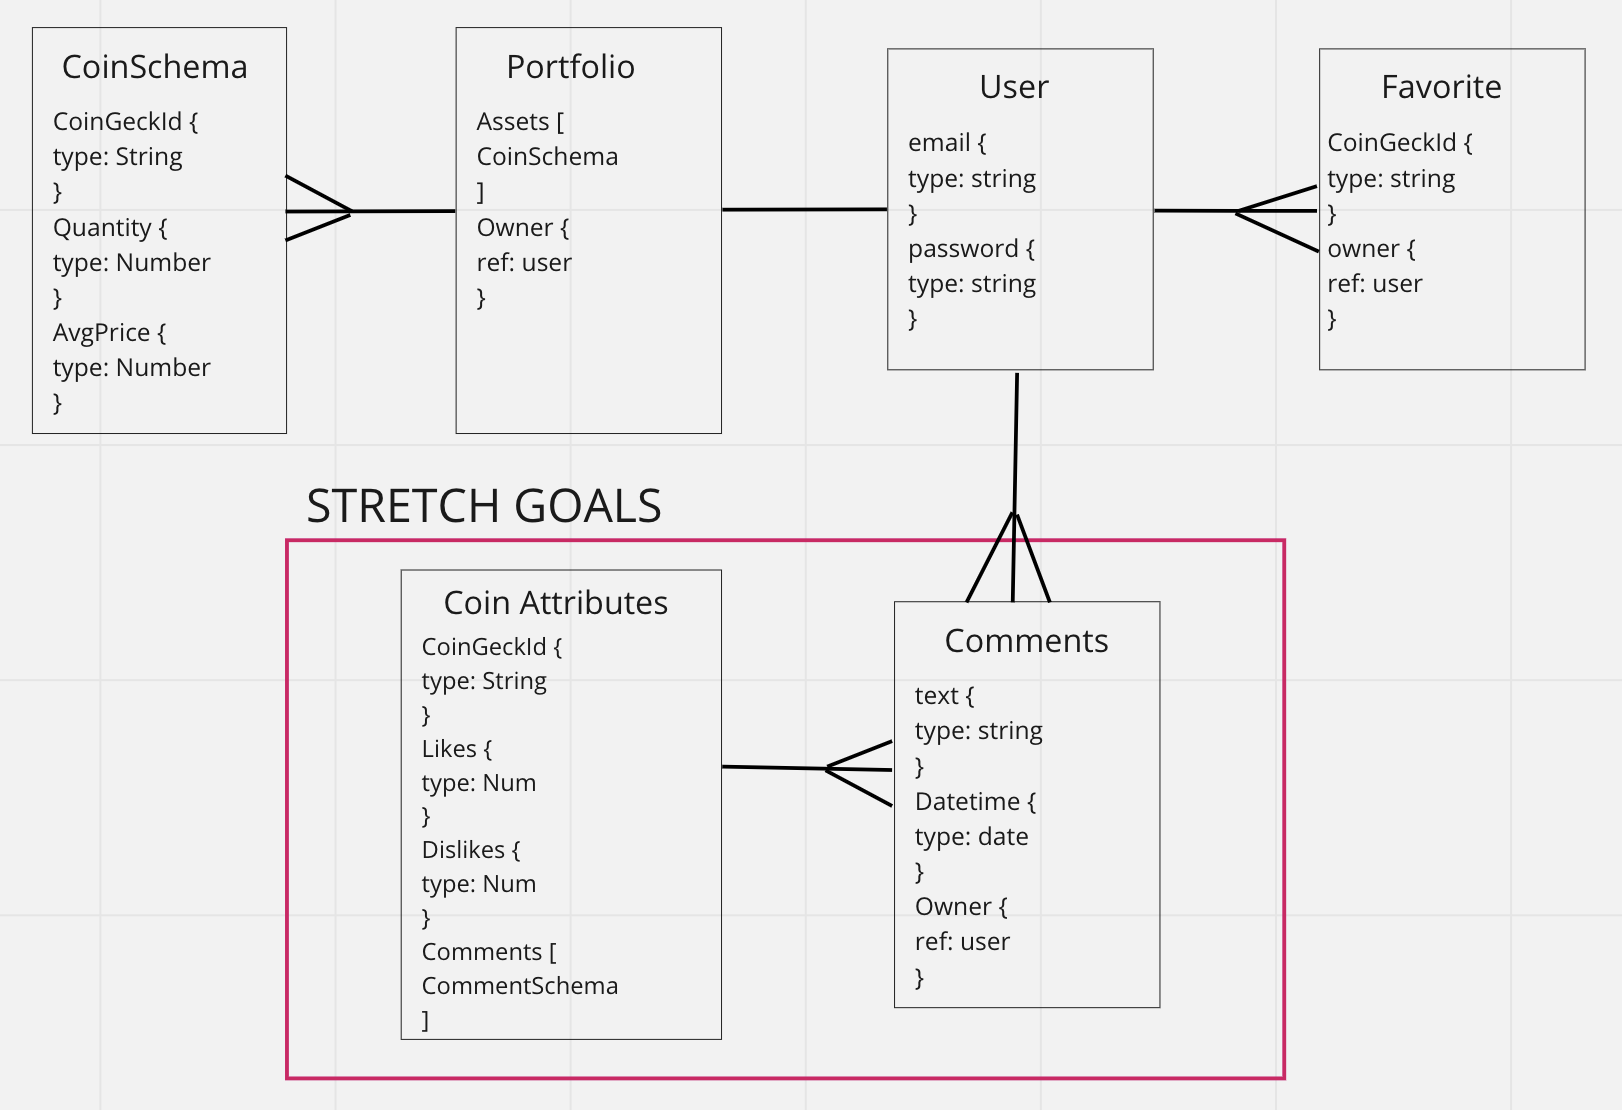 CoinSchema
CoinGeckId {
type: String
}
Quantity {
type: Number
}
AvgPrice {
type: Number
}
Portfolio
Assets [
CoinSchema
]
Owner {
ref: user
}
User
email {
type: string
}
password {
type: string
}
Favorite
CoinGeckId {
type: string
}
owner {
ref: user
}
STRETCH GOALS
Coin Attributes
CoinGeckId {
type: String
}
Likes {
type: Num
}
Dislikes {
type: Num
}
Comments [
CommentSchema
]
Comments
text {
type: string
}
Datetime {
type: date
}
Owner {
ref: user
}